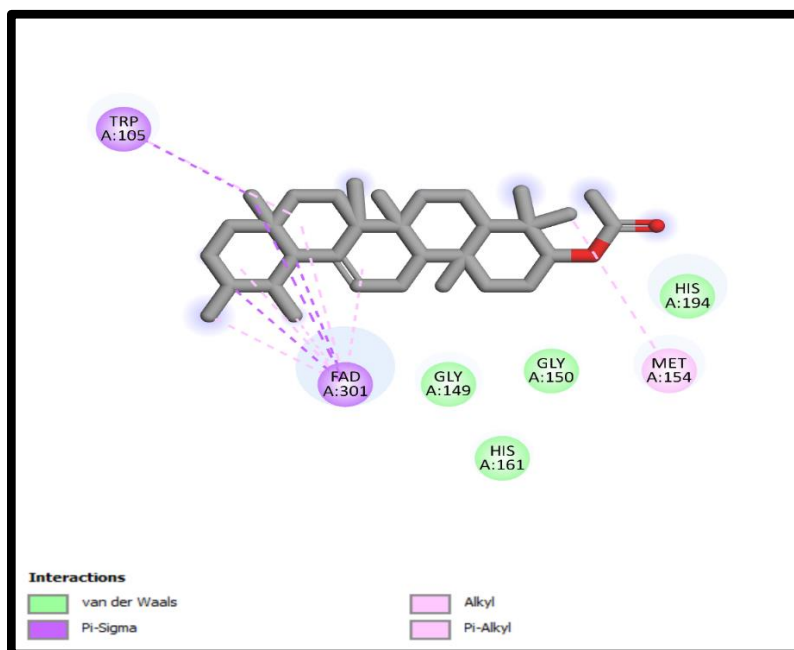 TRP
A:105
HIS
A:194
FAD
A:301
GLY
A:149
GLY
A:150
MET
A:154
HIS
A:161
Interactions
van der Waals
Alkyl
Pi-Sigma
Pi-Alkyl